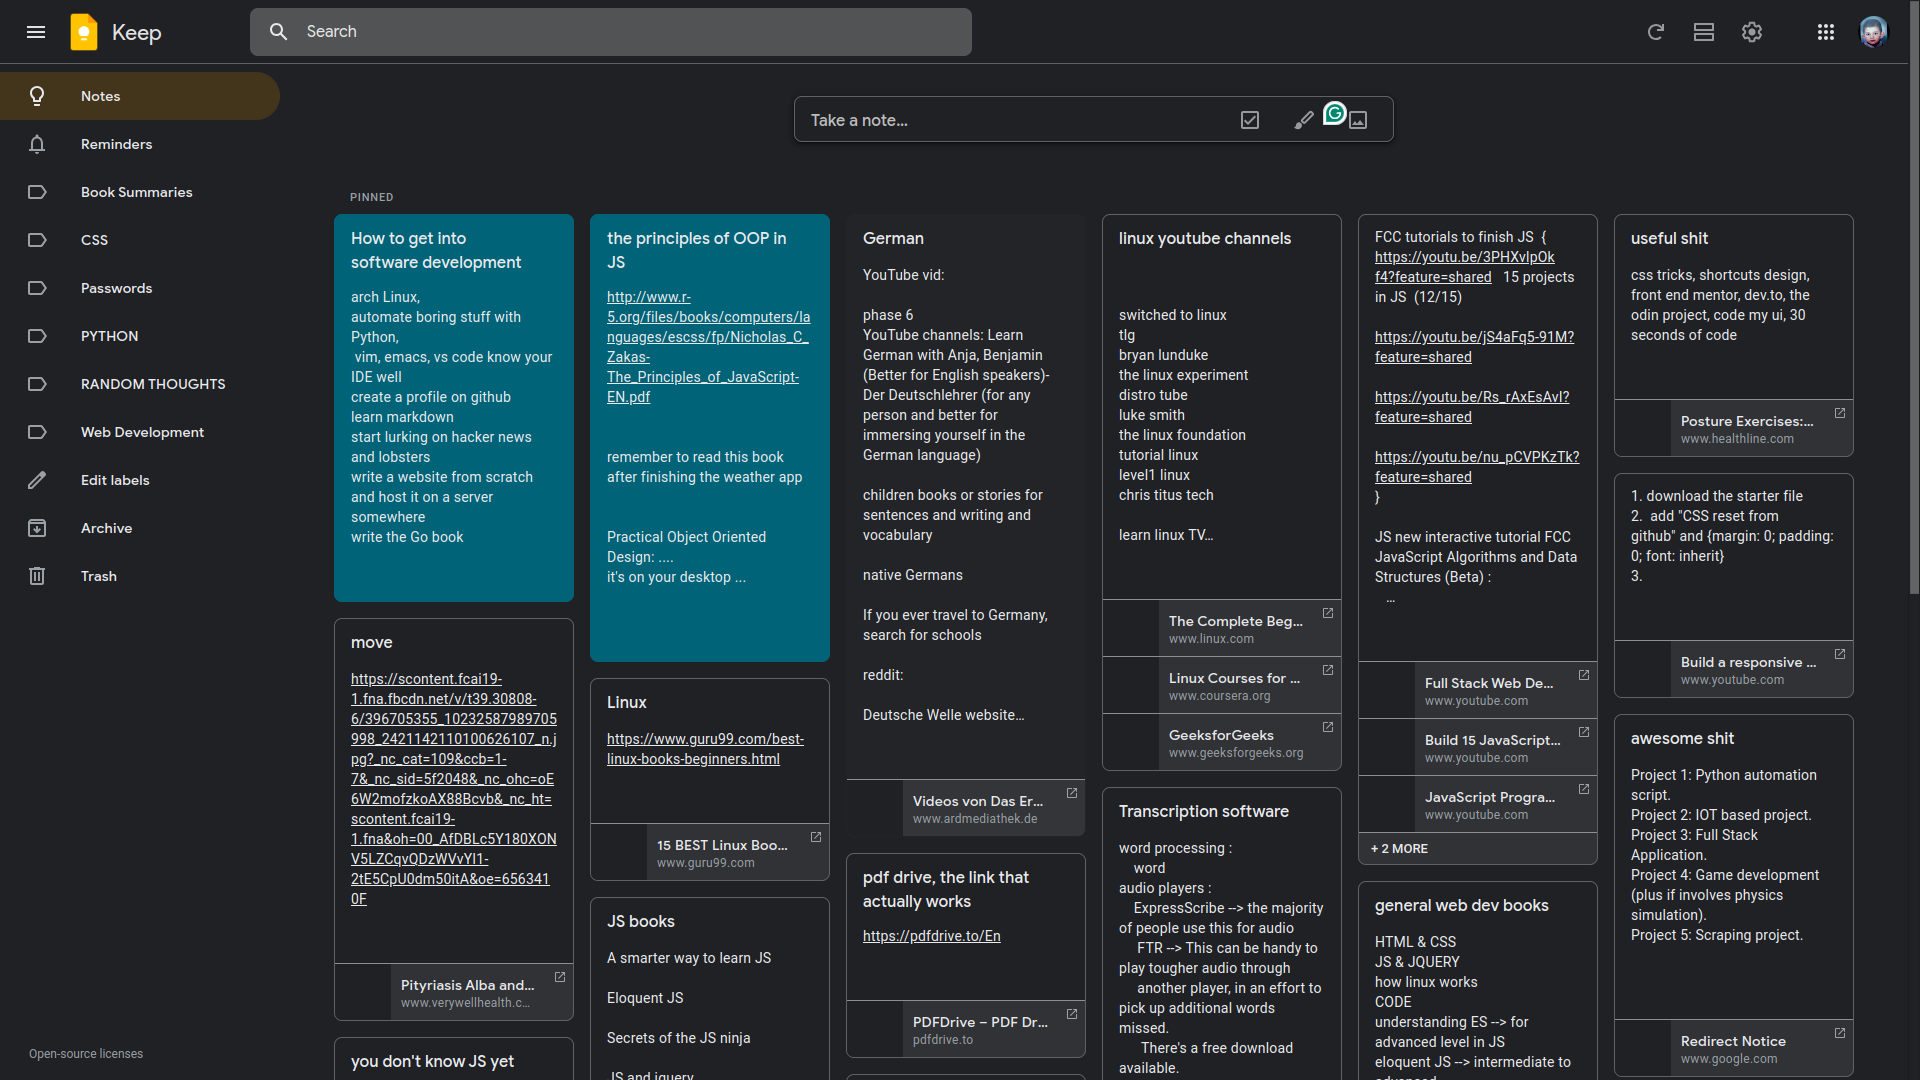 Keep
Search
Notes
Reminders
Book Summaries
CSS
Passwords
PYTHON
RANDOM THOUGHTS
Web Development
Edit labels
Archive
Trash
Open-source licenses
Take a note...
PINNED
How to get into
software development
arch Linux,
automate boring stuff with
Python,
vim, emacs, vs code know your
IDE well
create a profile on github
learn markdown
start lurking on hacker news
and lobsters
write a website from scratch
and host it on a server
somewhere
write the Go book
move
https://scontent.fcai19-
1.fna.fbcdn.net/v/t39.30808-
6/396705355_10232587989705
998_2421142110100626107_n.j
pg?_nc_cat=109&ccb=1-
7&_nc_sid=5f2048&_nc_ohc=oE
6W2mofzkoAX88Bcvb&_nc_ht=
scontent.fcai19-
1.fna&oh=00_AfDBLc5Y180XON
V5LZCqvQDzWVvYI1-
2tE5CpU0dm50itA&oe=656341
0F
Pityriasis Alba and...
www.verywellhealth.c...
you don't know JS yet
the principles of OOP in
JS
http://www.r-
5.org/files/books/computers/la
nguages/escss/fp/Nicholas_C_
Zakas-
The_Principles_of_JavaScript-
EN.pdf
remember to read this book
after finishing the weather app
Practical Object Oriented
Design: ....
it's on your desktop ...
Linux
https://www.guru99.com/best-
linux-books-beginners.html
15 BEST Linux Boo...
www.guru99.com
JS books
A smarter way to learn JS
Eloquent JS
Secrets of the JS ninja
JS and jquery
German
YouTube vid:
phase 6
YouTube channels: Learn
German with Anja, Benjamin
(Better for English speakers)-
Der Deutschlehrer (for any
person and better for
immersing yourself in the
German language)
children books or stories for
sentences and writing and
vocabulary
native Germans
If you ever travel to Germany,
search for schools
reddit:
Deutsche Welle website...
Videos von Das Er...
www.ardmediathek.de
pdf drive, the link that
actually works
https://pdfdrive.to/En
PDFDrive – PDF Dr...
pdfdrive.to
linux youtube channels
switched to linux
tlg
bryan lunduke
the linux experiment
distro tube
luke smith
the linux foundation
tutorial linux
level1 linux
chris titus tech
learn linux TV...
The Complete Beg...
www.linux.com
Linux Courses for ...
www.coursera.org
GeeksforGeeks
www.geeksforgeeks.org
Transcription software
word processing :
word
audio players :
ExpressScribe --> the majority
of people use this for audio
FTR --> This can be handy to
play tougher audio through
another player, in an effort to
pick up additional words
missed.
There's a free download
available.
FCC tutorials to finish JS {
https://youtu.be/3PHXvlpOk
f4?feature=shared 15 projects
in JS (12/15)
https://youtu.be/jS4aFq5-91M?
feature=shared
https://youtu.be/Rs_rAxEsAvI?
feature=shared
https://youtu.be/nu_pCVPKzTk?
feature=shared
}
JS new interactive tutorial FCC
JavaScript Algorithms and Data
Structures (Beta) :
...
Full Stack Web De...
www.youtube.com
Build 15 JavaScript...
www.youtube.com
JavaScript Progra...
www.youtube.com
+ 2 MORE
general web dev books
HTML & CSS
JS & JQUERY
how linux works
CODE
understanding ES --> for
advanced level in JS
eloquent JS --> intermediate to
advanced
useful shit
css tricks, shortcuts design,
front end mentor, dev.to, the
odin project, code my ui, 30
seconds of code
Posture Exercises:...
www.healthline.com
1. download the starter file
2. add "CSS reset from
github" and {margin: 0; padding:
0; font: inherit}
3.
Build a responsive ...
www.youtube.com
awesome shit
Project 1: Python automation
script.
Project 2: IOT based project.
Project 3: Full Stack
Application.
Project 4: Game development
(plus if involves physics
simulation).
Project 5: Scraping project.
Redirect Notice
www.google.com